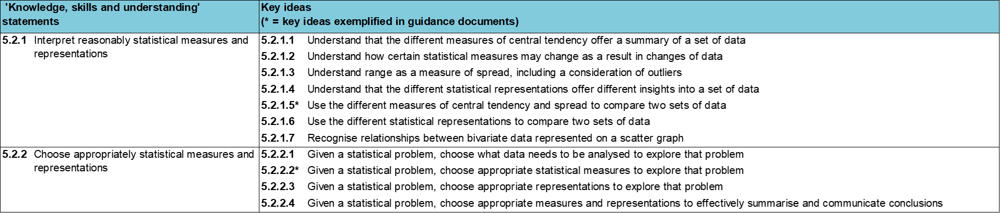 'Knowledge, skills and understanding'
statements
Key ideas
(* = key ideas exemplified in guidance documents)
5.2.1 Interpret reasonably statistical measures and
representations
5.2.1.1 Understand that the different measures of central tendency offer a summary of a set of data
5.2.1.2 Understand how certain statistical measures may change as a result in changes of data
5.2.1.3 Understand range as a measure of spread, including a consideration of outliers
5.2.1.4 Understand that the different statistical representations offer different insights into a set of data
5.2.1.5* Use the different measures of central tendency and spread to compare two sets of data
5.2.1.6 Use the different statistical representations to compare two sets of data
5.2.1.7 Recognise relationships between bivariate data represented on a scatter graph
5.2.2 Choose appropriately statistical measures and
representations
5.2.2.1 Given a statistical problem, choose what data needs to be analysed to explore that problem
5.2.2.2* Given a statistical problem, choose appropriate statistical measures to explore that problem
5.2.2.3 Given a statistical problem, choose appropriate representations to explore that problem
5.2.2.4 Given a statistical problem, choose appropriate measures and representations to effectively summarise and communicate conclusions